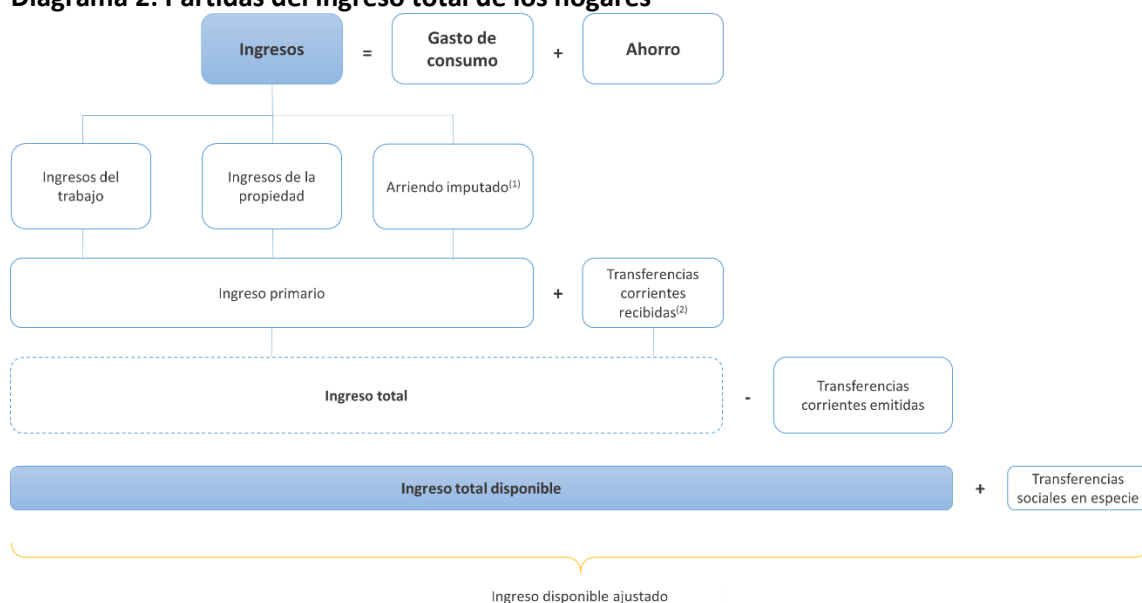 Diagrama 2. Partidas del ingreso total de los hogares
Ingresos
=
Gasto de
consumo
+
Ahorro
Ingresos del
trabajo
Ingresos de la
propiedad
Arriendo imputado(1)
Ingreso primario
+
Transferencias
corrientes
recibidas(2)
Ingreso total
-
Transferencias
corrientes emitidas
Ingreso total disponible
+
Transferencias
sociales en especie
Ingreso disponible ajustado